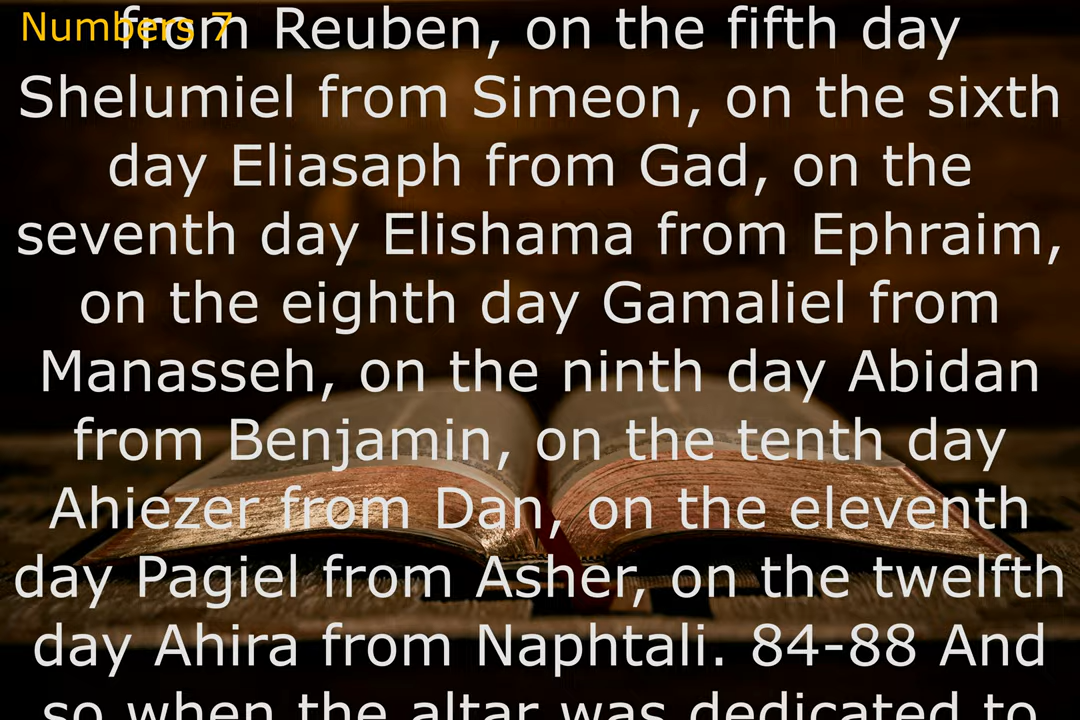 Numbers 7
from Reuben, on the fifth day
Shelumiel from Simeon, on the sixth
day Eliasaph from Gad, on the
seventh day Elishama from Ephraim,
on the eighth day Gamaliel from
Manasseh, on the ninth day Abidan
from Benjamin, on the tenth day
Ahiezer from Dan, on the eleventh
day Pagiel from Asher, on the twelfth
day Ahira from Naphtali. 84-88 And
so when the altar was dedicated to